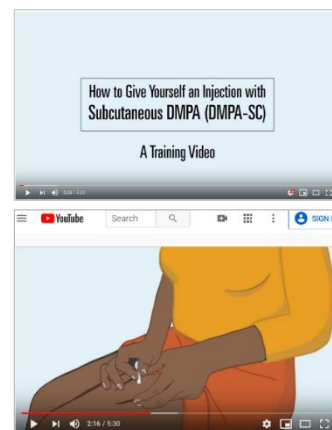 How to Give Yourself an Injection with
Subcutaneous DMPA (DMPA-SC)
A Training Video
YouTube
Search
SIGN
2:16 / 5:30